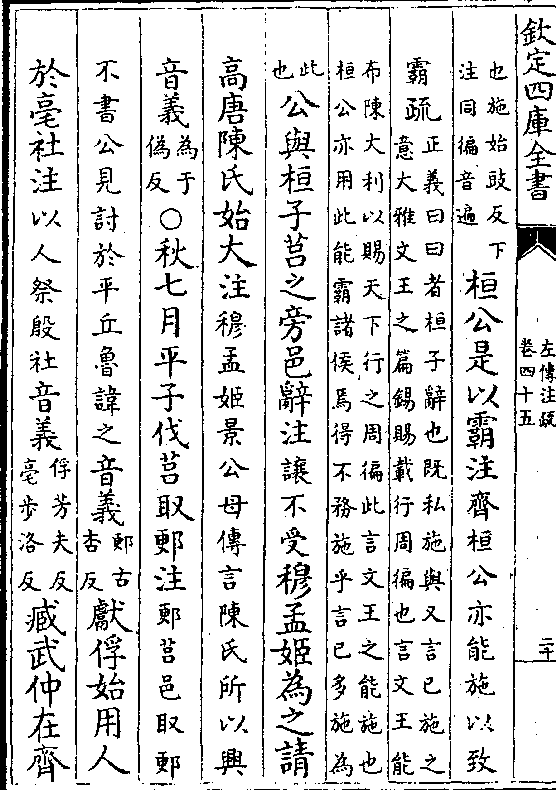 欽定四庫全書
左傳注疏
卷四十五
二十
也施始豉反下
注同徧音遍
桓公是以霸注齊桓公亦能施以致
霸疏
正義曰曰者桓子辭也既私施與又言已施之
意大雅文王之篇錫賜載行周徧也言文王能
布陳大利以賜天下行之周徧此言文王之能施也
桓公亦用此能霸諸侯焉得不務施乎言已多施為
此
也
公與桓子莒之旁邑辭注讓不受穆孟姬為之請
高唐陳氏始大注穆孟姬景公母傳言陳氏所以興
音義
為于
偽反
○秋七月平子伐莒取郠注郠莒邑取郠
不書公見討於平丘魯諱之音義
郠古
杏反
獻俘始用人
於亳社注以人祭殷社音義
俘芳夫反
亳步洛反
臧武仲在齊